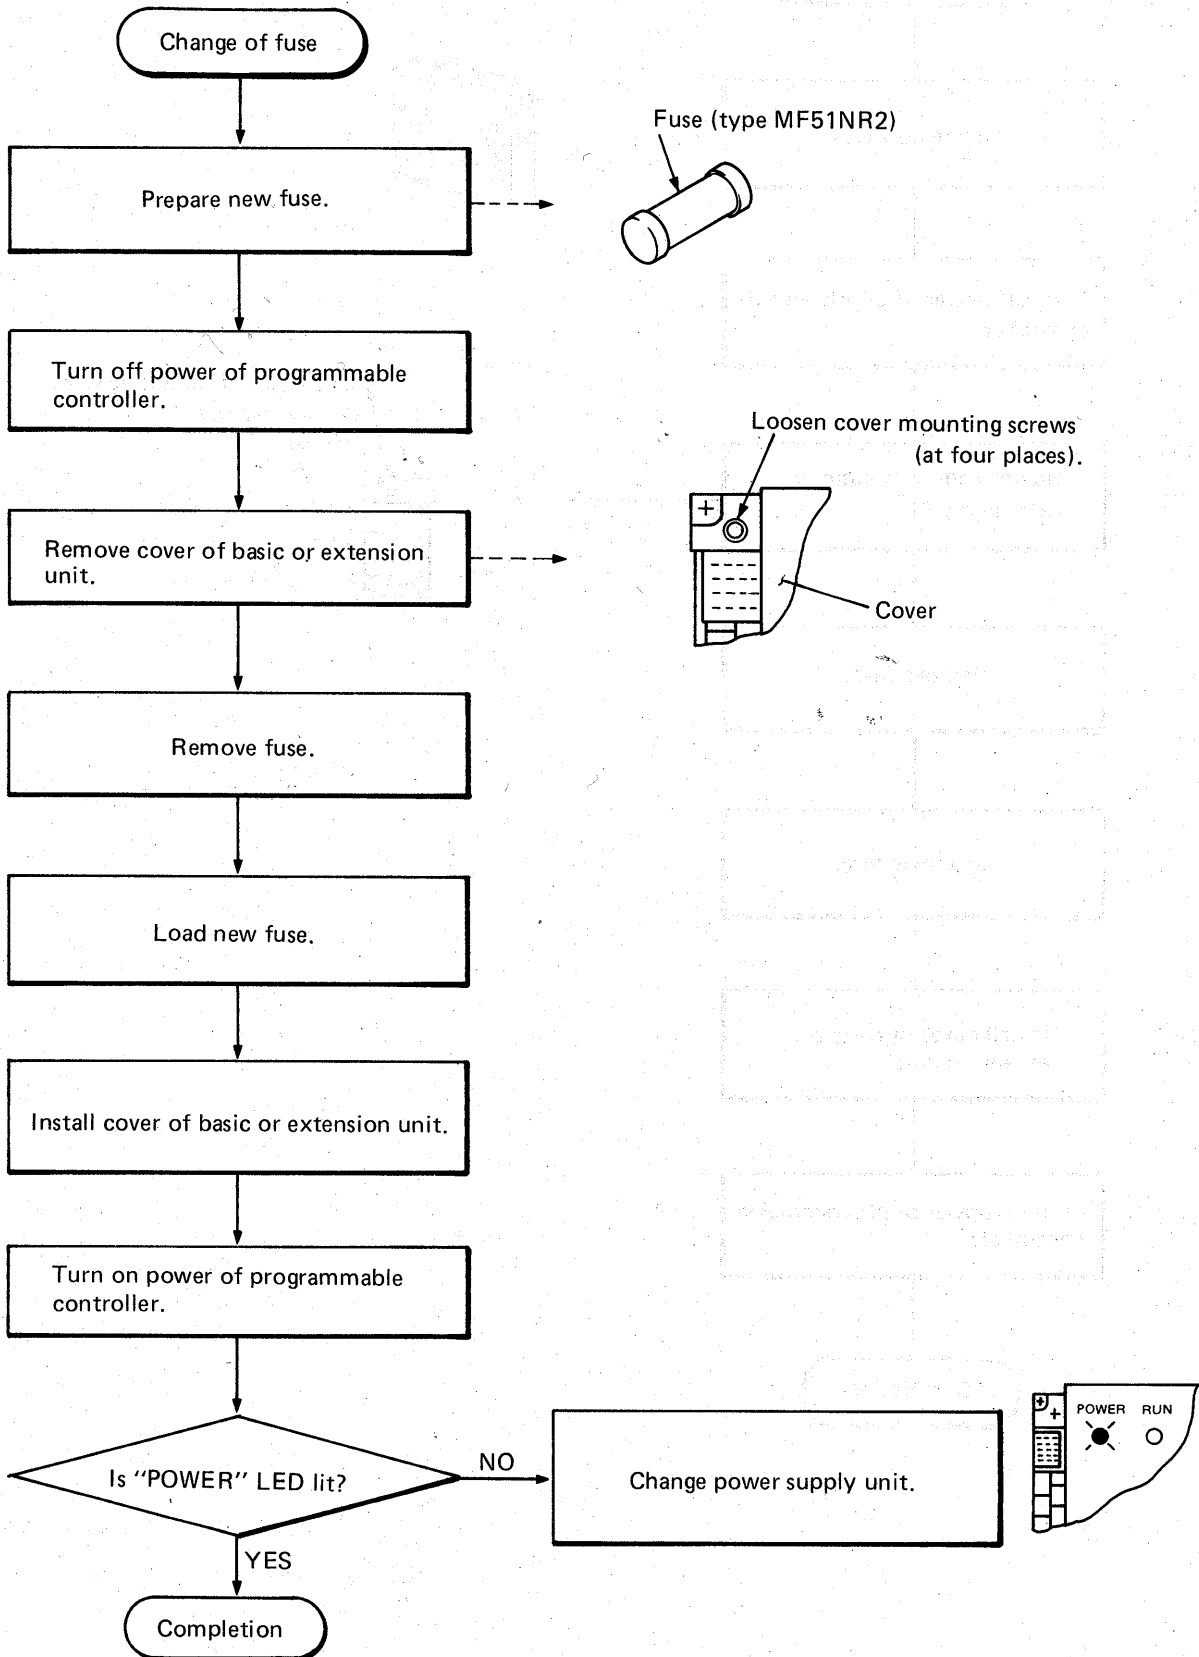 Change of fuse
Fuse (type MF51NR2)
Prepare new fuse.
Turn off power of programmable
controller.
Loosen cover mounting screws
(at four places).
Remove cover of basic or extension
unit.
Cover
Remove fuse.
Load new fuse.
Install cover of basic or extension unit.
Turn on power of programmable
controller.
POWER RUN
Is "POWER" LED lit?
NO
Change power supply unit.
YES
Completion